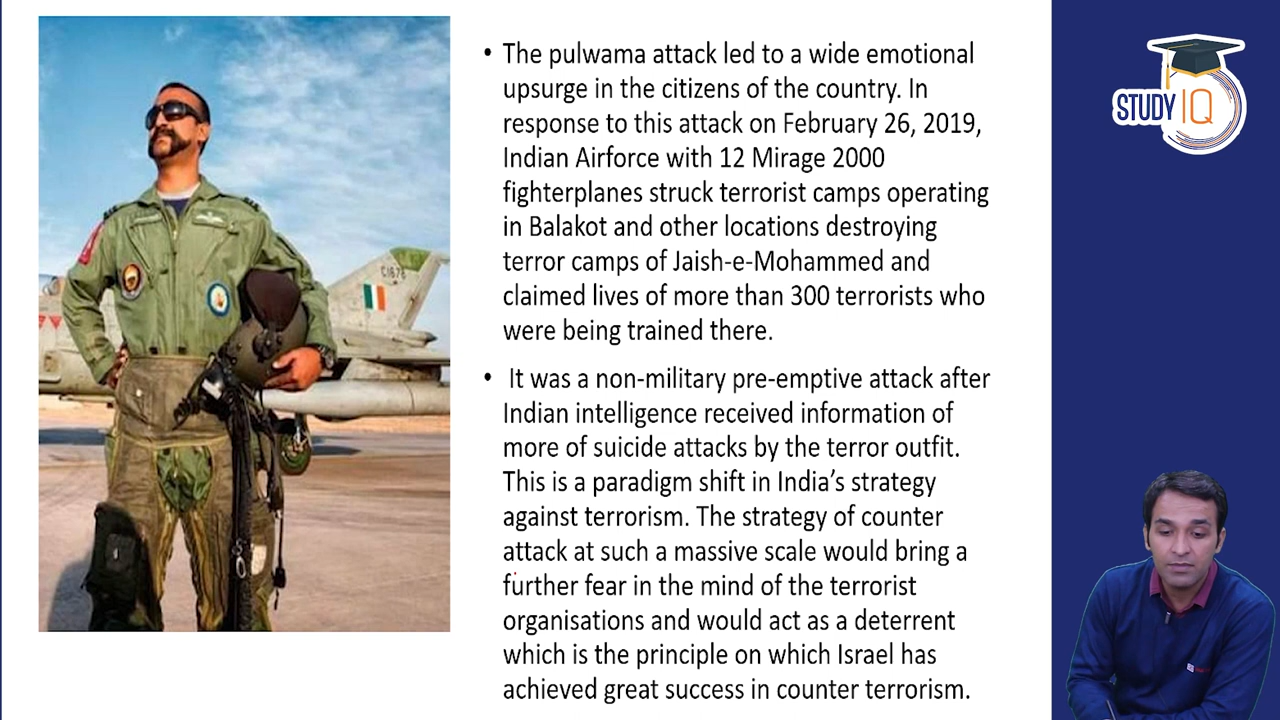 • The pulwama attack led to a wide emotional
upsurge in the citizens of the country. In
response to this attack on February 26, 2019,
Indian Airforce with 12 Mirage 2000
fighterplanes struck terrorist camps operating
in Balakot and other locations destroying
terror camps of Jaish-e-Mohammed and
claimed lives of more than 300 terrorists who
were being trained there.
• It was a non-military pre-emptive attack after
Indian intelligence received information of
more of suicide attacks by the terror outfit.
This is a paradigm shift in India’s strategy
against terrorism. The strategy of counter
attack at such a massive scale would bring a
further fear in the mind of the terrorist
organisations and would act as a deterrent
which is the principle on which Israel has
achieved great success in counter terrorism.
STUDY IQ
C1876